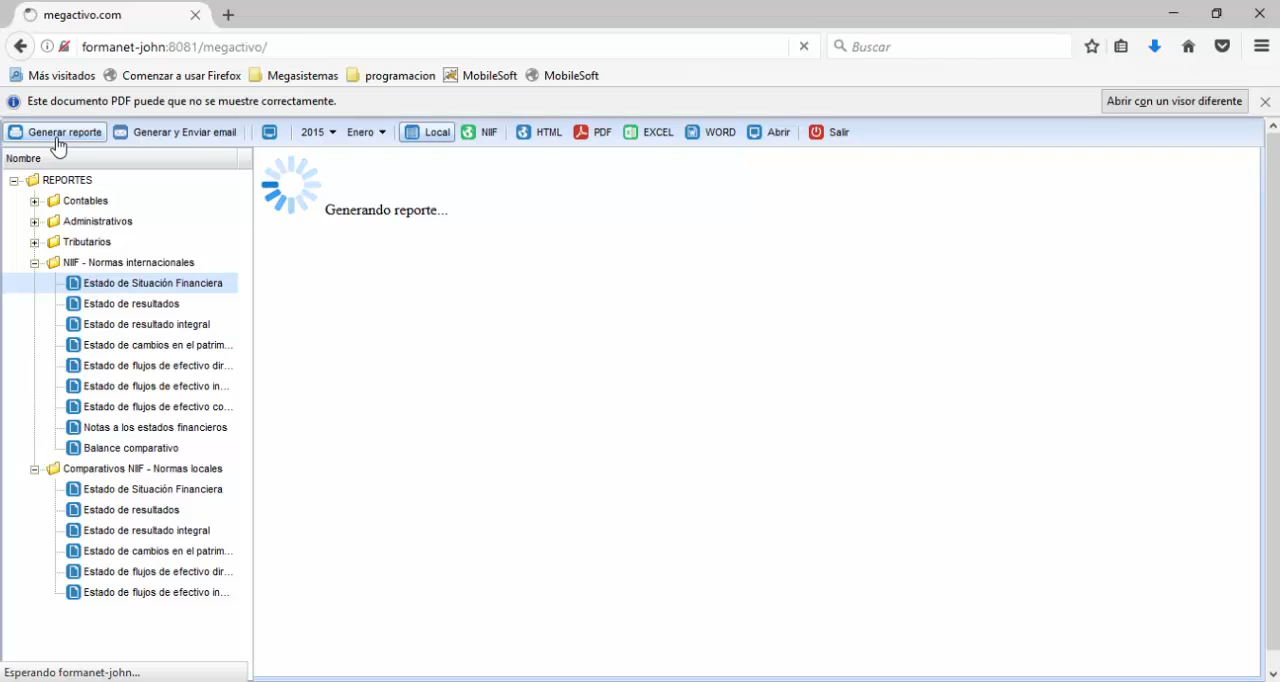 megactivo.com
formanet-john:8081/megactivo/
Buscar
Más visitados Comenzar a usar Firefox Megasistemas programacion MobileSoft MobileSoft
Este documento PDF puede que no se muestre correctamente. Abrir con un visor diferente
Generar reporte Generar y Enviar email 2015 Enero Local NIIF HTML PDF EXCEL WORD Abrir Salir
Nombre
REPORTES
Contables
Administrativos
Tributarios
NIIF - Normas internacionales
Estado de Situación Financiera
Estado de resultados
Estado de resultado integral
Estado de cambios en el patrim...
Estado de flujos de efectivo dir...
Estado de flujos de efectivo in...
Estado de flujos de efectivo co...
Notas a los estados financieros
Balance comparativo
Comparativos NIIF - Normas locales
Estado de Situación Financiera
Estado de resultados
Estado de resultado integral
Estado de cambios en el patrim...
Estado de flujos de efectivo dir...
Estado de flujos de efectivo in...
Generando reporte...
Esperando formanet-john...